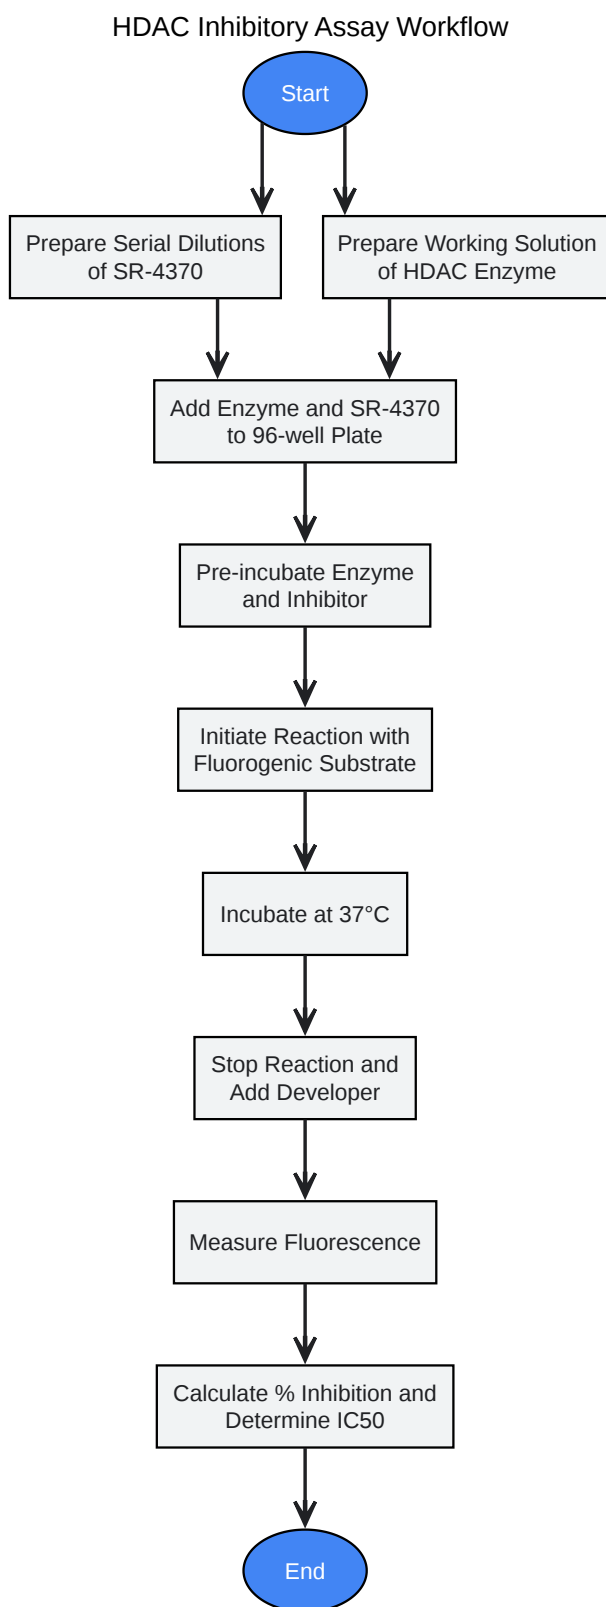 HDAC Inhibitory Assay Workflow
Start
Prepare Serial Dilutions
of SR-4370
Prepare Working Solution
of HDAC Enzyme
Add Enzyme and SR-4370
to 96-well Plate
Pre-incubate Enzyme
and Inhibitor
Initiate Reaction with
Fluorogenic Substrate
Incubate at 37°C
Stop Reaction and
Add Developer
Measure Fluorescence
Calculate % Inhibition and
Determine IC50
End